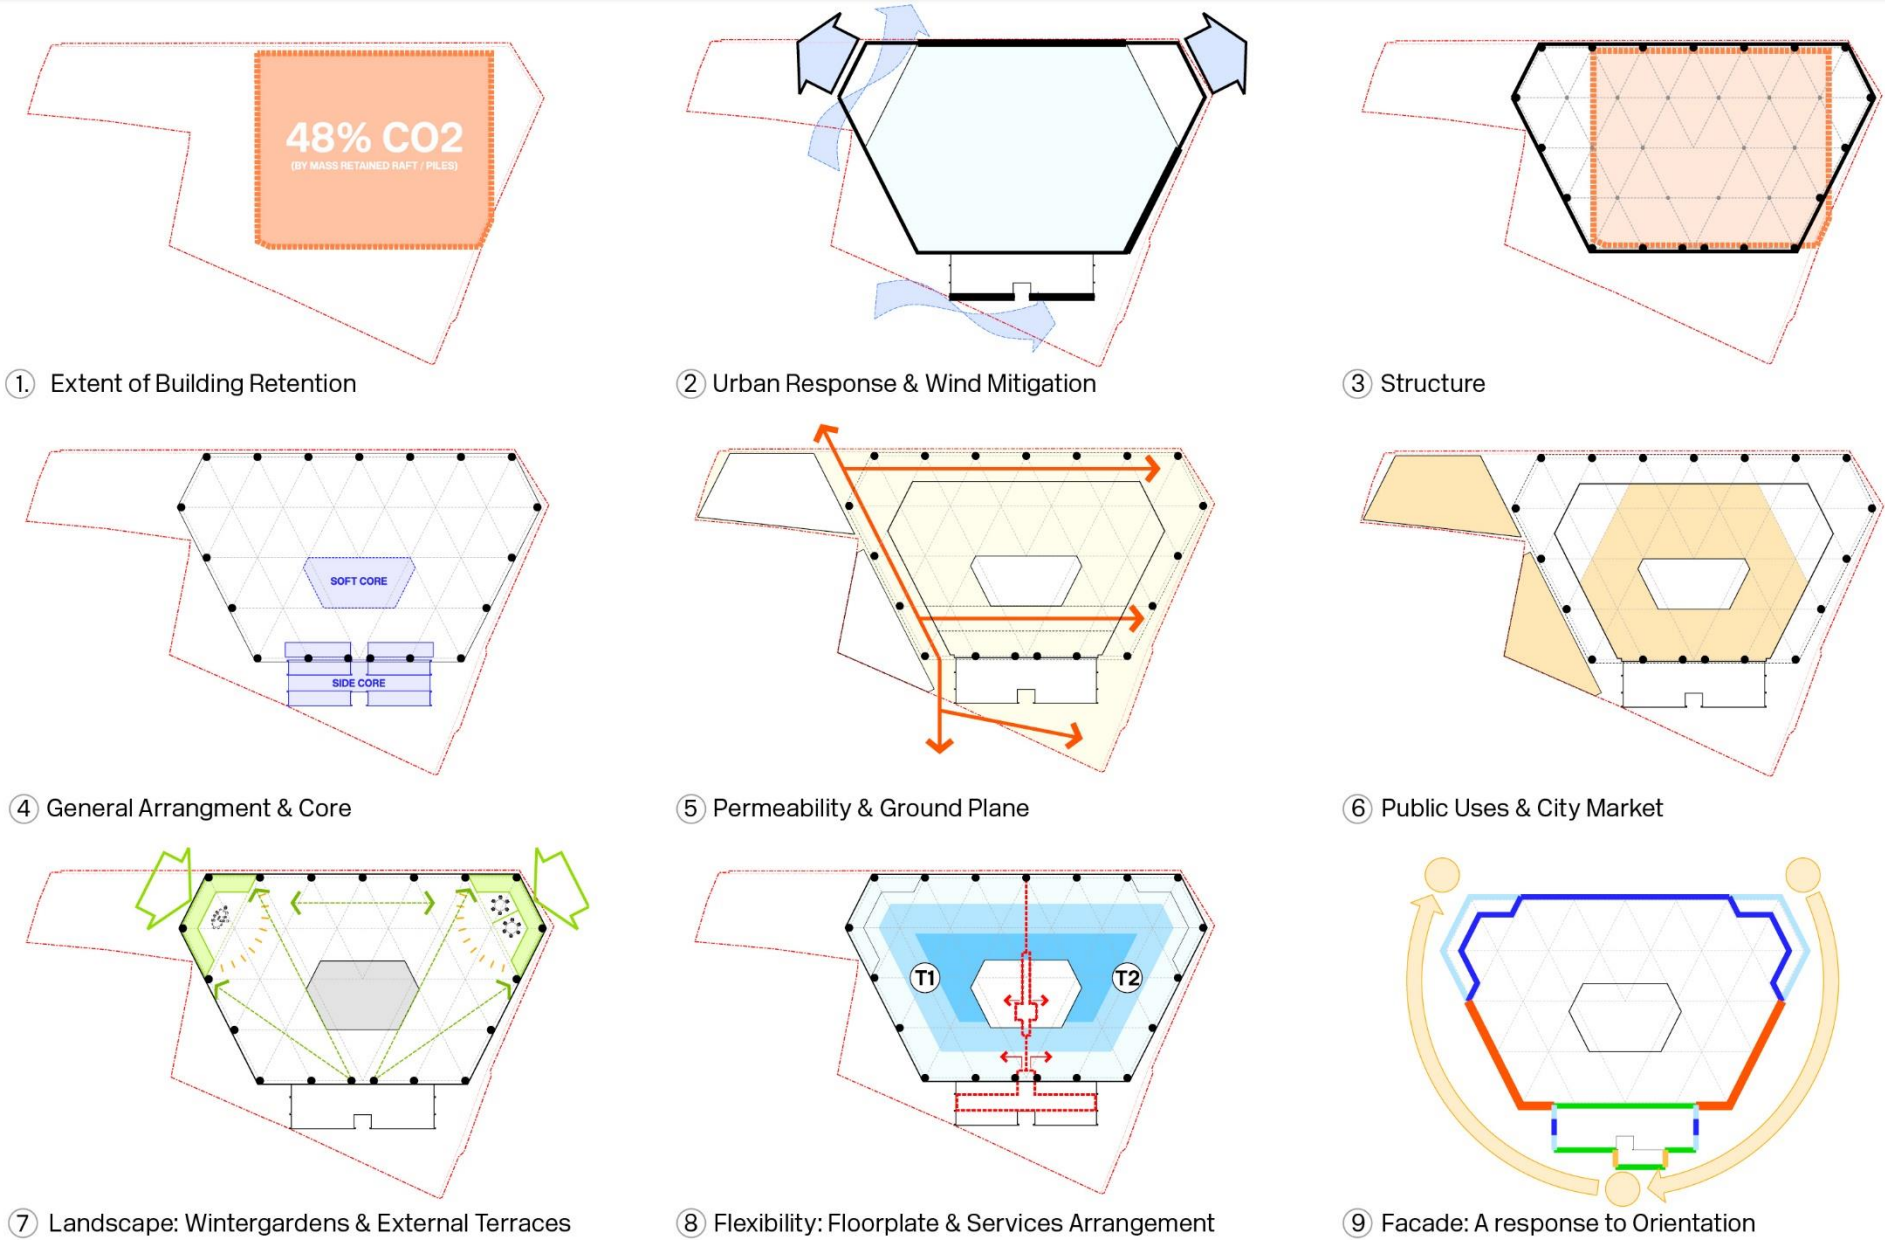 48% CO2
(BY MASS RETAINED RAFT / PILES)
1. Extent of Building Retention
2 Urban Response & Wind Mitigation
3 Structure
SOFT CORE
SIDE CORE
4 General Arrangment & Core
5 Permeability & Ground Plane
6 Public Uses & City Market
7 Landscape: Wintergardens & External Terraces
T1
T2
8 Flexibility: Floorplate & Services Arrangement
9 Facade: A response to Orientation